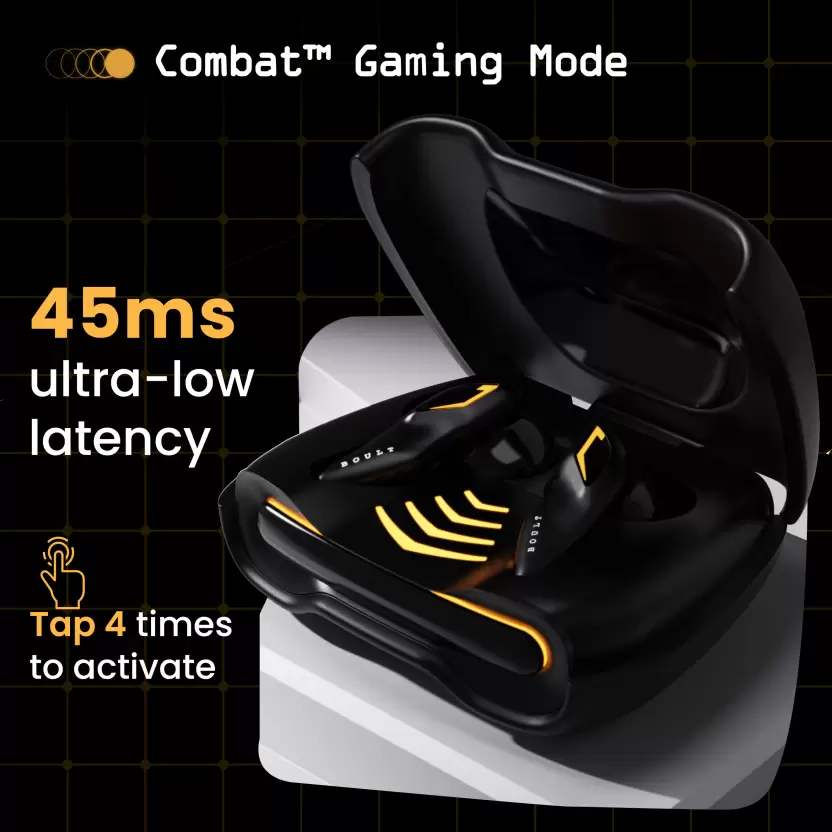 Combat™ Gaming Mode
45ms
ultra-low
latency
BOULT
BOULT
Tap 4 times
to activate